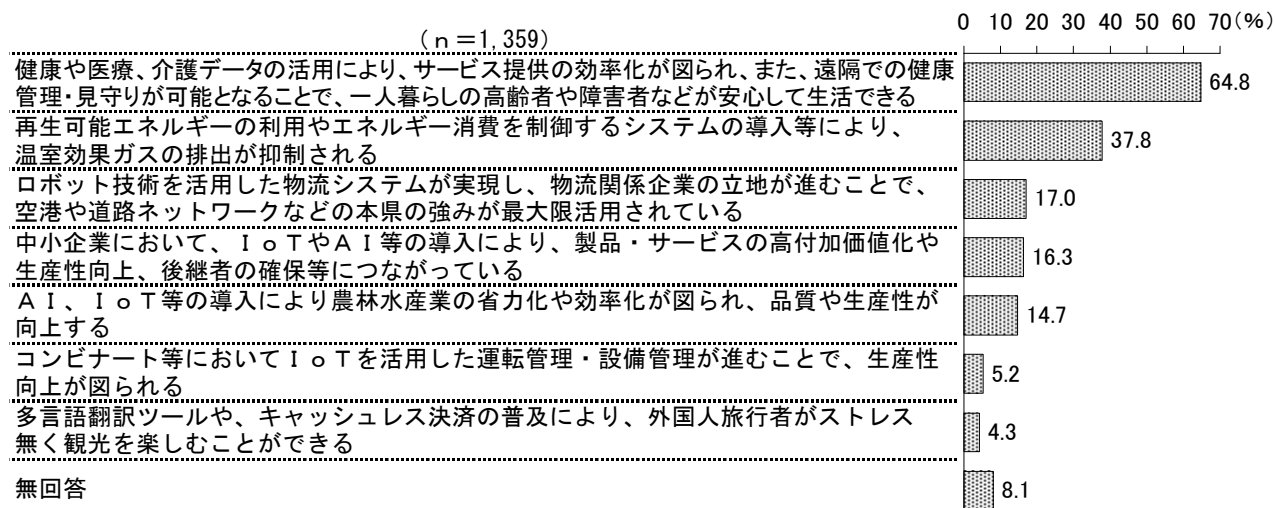 0 10 20 30 40 50 60 70(%)
(ｎ＝1,359)
健康や医療、介護データの活用により、サービス提供の効率化が図られ、また、遠隔での健康
管理・見守りが可能となることで、一人暮らしの高齢者や障害者などが安心して生活できる
64.8
再生可能エネルギーの利用やエネルギー消費を制御するシステムの導入等により、
温室効果ガスの排出が抑制される
37.8
ロボット技術を活用した物流システムが実現し、物流関係企業の立地が進むことで、
空港や道路ネットワークなどの本県の強みが最大限活用されている
17.0
中小企業において、ＩｏＴやＡＩ等の導入により、製品・サービスの高付加価値化や
生産性向上、後継者の確保等につながっている
16.3
ＡＩ、ＩｏＴ等の導入により農林水産業の省力化や効率化が図られ、品質や生産性が
向上する
14.7
コンビナート等においてＩｏＴを活用した運転管理・設備管理が進むことで、生産性
向上が図られる
5.2
多言語翻訳ツールや、キャッシュレス決済の普及により、外国人旅行者がストレス
無く観光を楽しむことができる
4.3
無回答
8.1